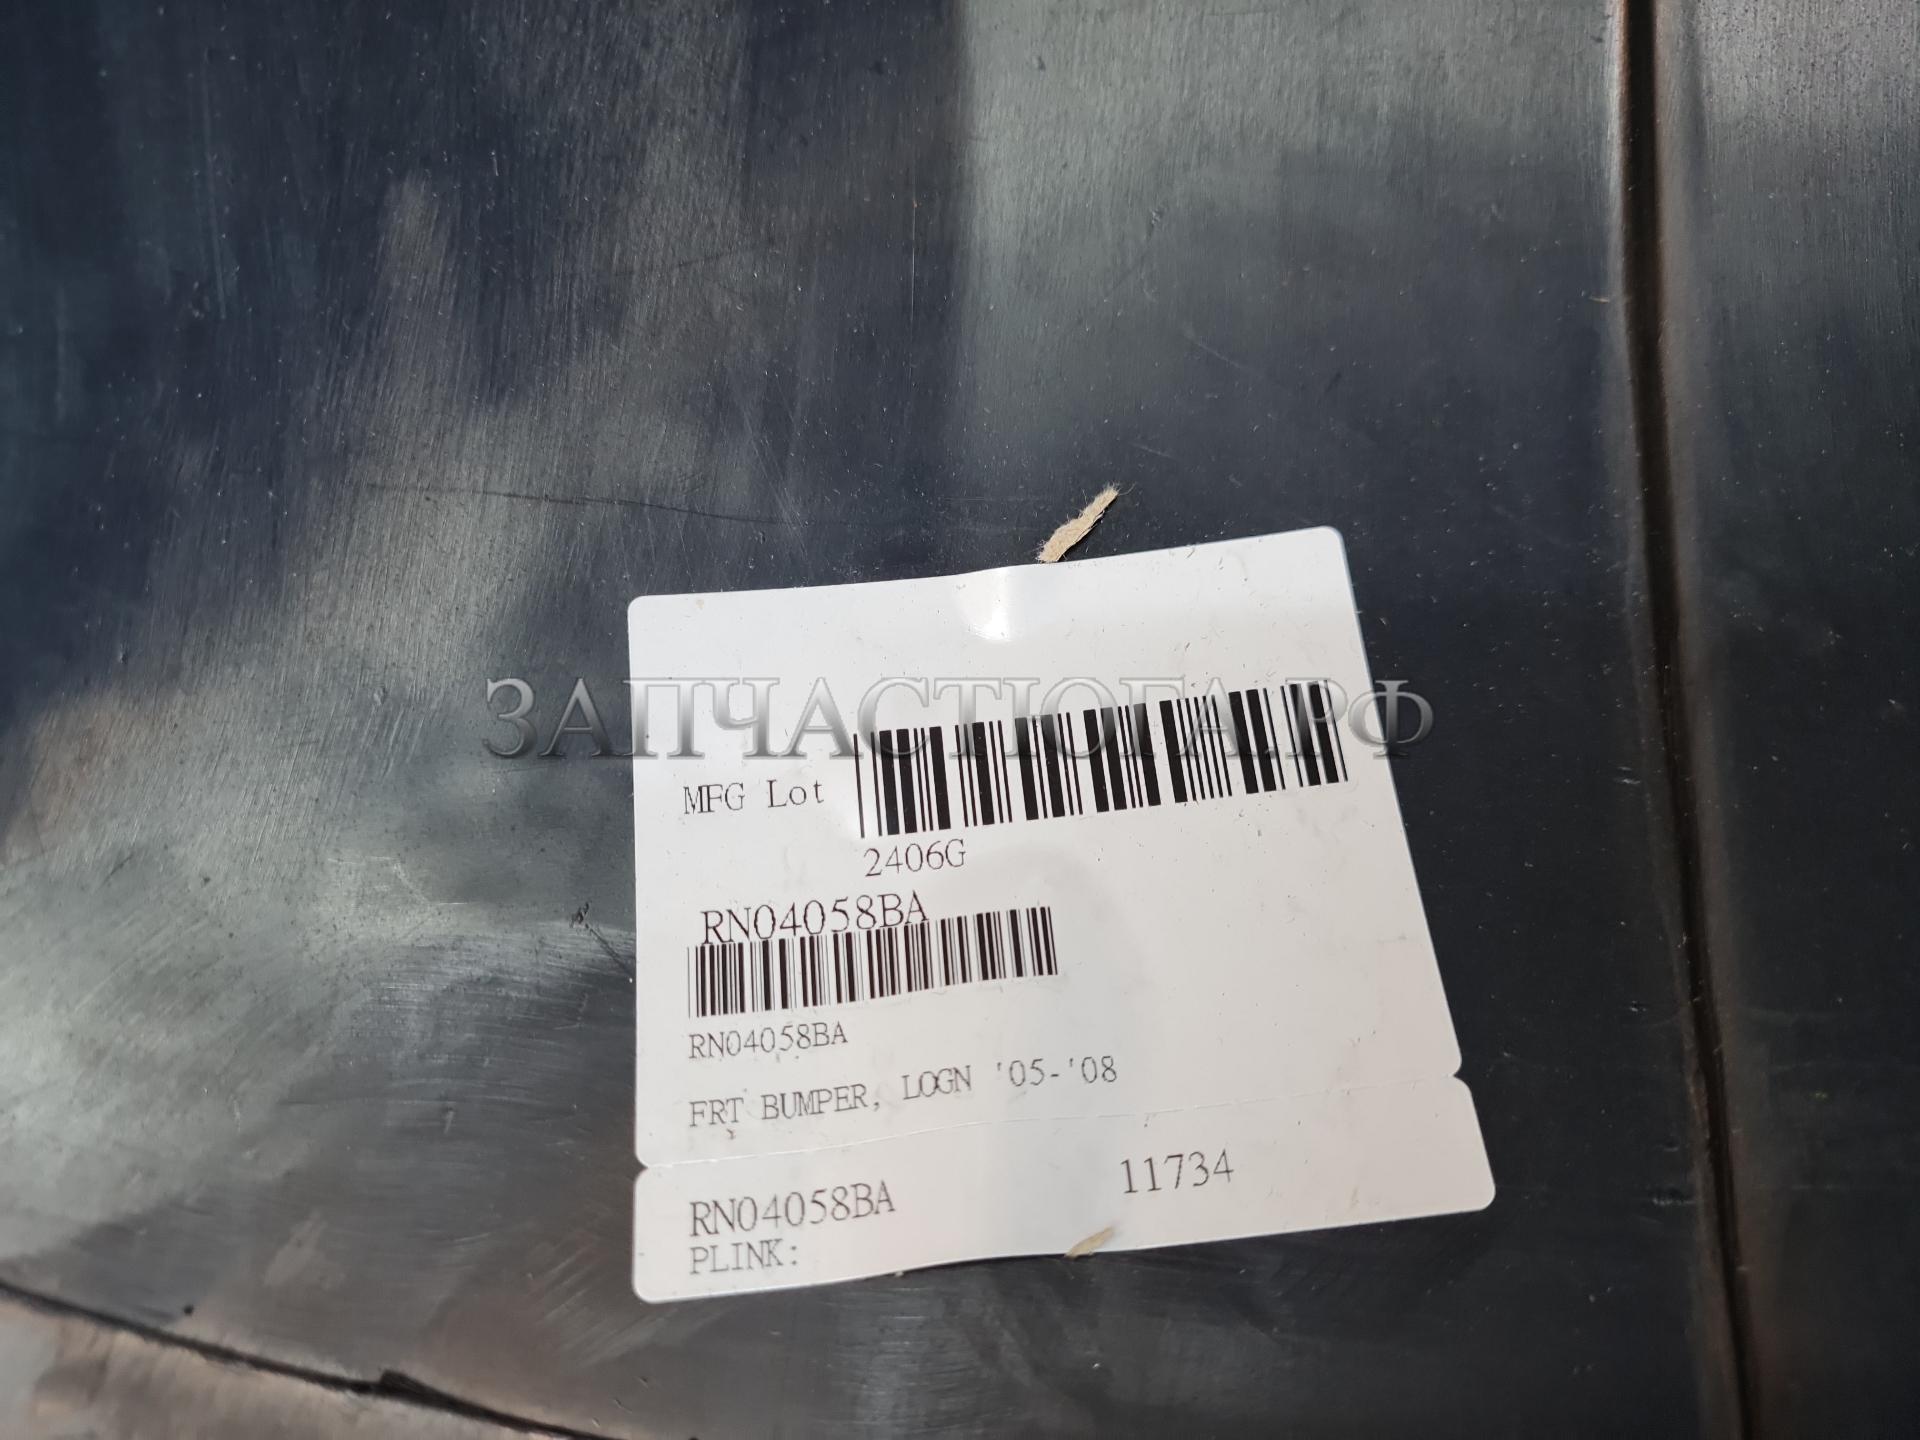 ЗАПЧАСТЮГА.РФ
MFG Lot
2406G
RN04058BA
RN04058BA
FRT BUMPER, LOGN '05-'08
RN04058BA 11734
PLINK: